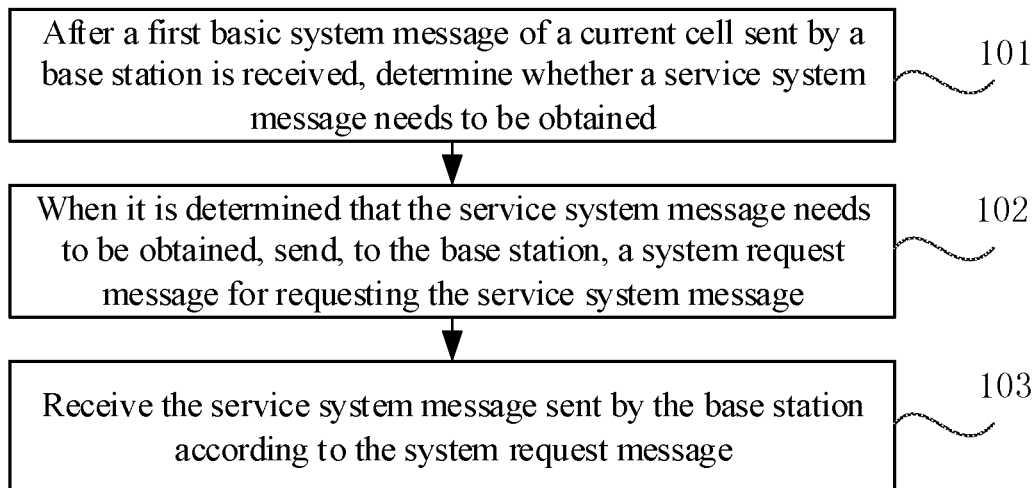 After a first basic system message of a current cell sent by a
base station is received, determine whether a service system
message needs to be obtained
101
When it is determined that the service system message needs
to be obtained, send, to the base station, a system request
message for requesting the service system message
102
Receive the service system message sent by the base station
according to the system request message
103